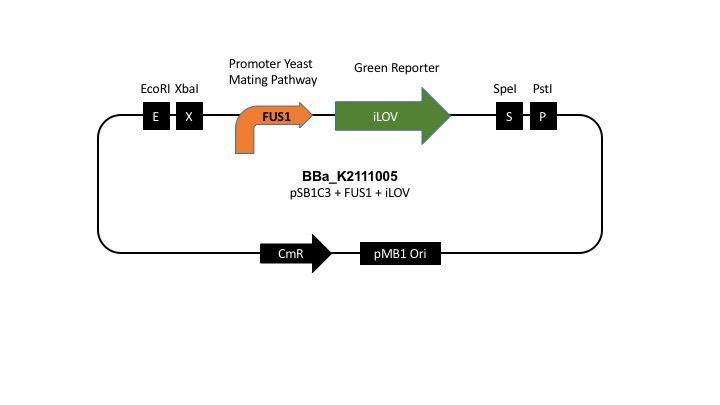 Promoter Yeast
Mating Pathway
Green Reporter
EcoRI XbaI
SpeI PstI
E X FUS1 iLOV S P
BBa_K2111005
pSB1C3 + FUS1 + iLOV
CmR pMB1 Ori